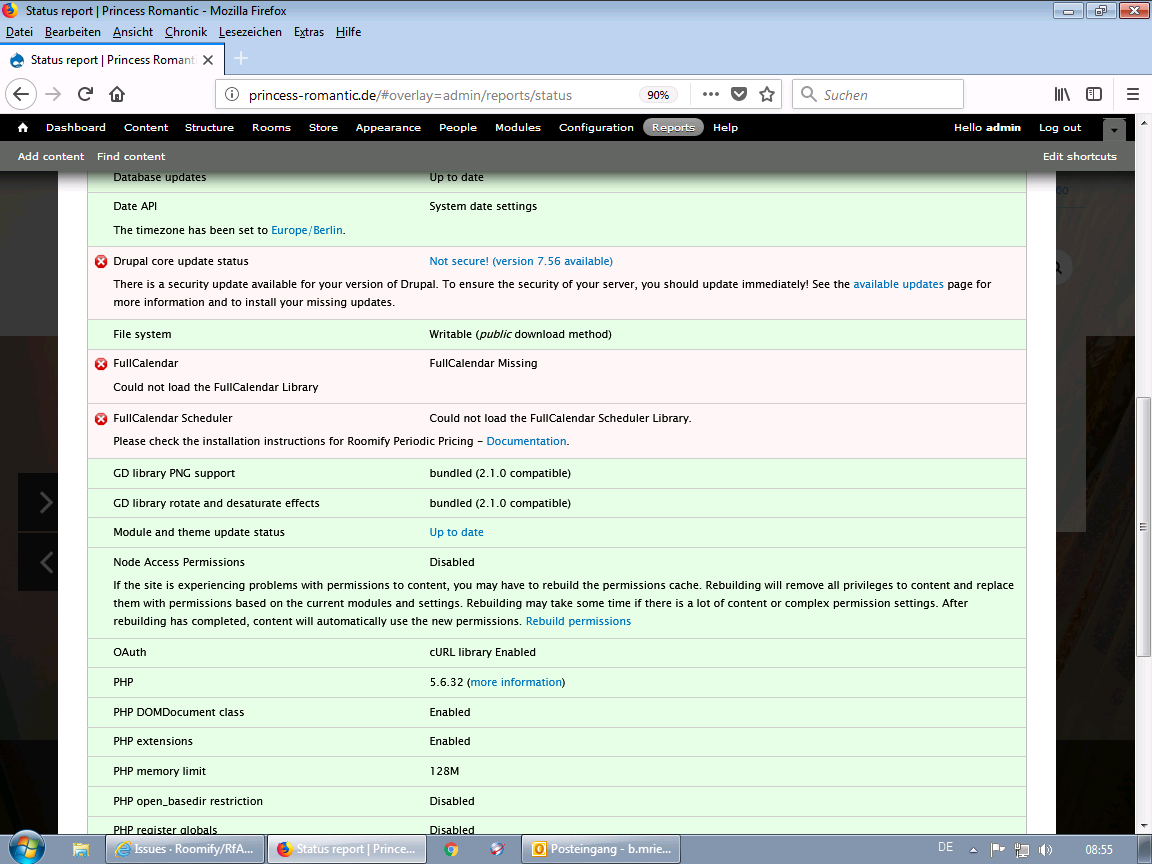 Status report | Princess Romantic - Mozilla Firefox
Datei Bearbeiten Ansicht Chronik Lesezeichen Extras Hilfe
Status report | Princess Romant
princess-romantic.de/#overlay=admin/reports/status 90% Suchen
Dashboard Content Structure Rooms Store Appearance People Modules Configuration Reports Help Hello admin Log out
Add content Find content Edit shortcuts
Database updates Up to date
Date API System date settings
The timezone has been set to Europe/Berlin.
Drupal core update status Not secure! (version 7.56 available)
There is a security update available for your version of Drupal. To ensure the security of your server, you should update immediately! See the available updates page for
more information and to install your missing updates.
File system Writable (public download method)
FullCalendar FullCalendar Missing
Could not load the FullCalendar Library
FullCalendar Scheduler Could not load the FullCalendar Scheduler Library.
Please check the installation instructions for Roomify Periodic Pricing – Documentation.
GD library PNG support bundled (2.1.0 compatible)
GD library rotate and desaturate effects bundled (2.1.0 compatible)
Module and theme update status Up to date
Node Access Permissions Disabled
If the site is experiencing problems with permissions to content, you may have to rebuild the permissions cache. Rebuilding will remove all privileges to content and replace
them with permissions based on the current modules and settings. Rebuilding may take some time if there is a lot of content or complex permission settings. After
rebuilding has completed, content will automatically use the new permissions. Rebuild permissions
OAuth cURL library Enabled
PHP 5.6.32 (more information)
PHP DOMDocument class Enabled
PHP extensions Enabled
PHP memory limit 128M
PHP open_basedir restriction Disabled
PHP register globals Disabled
Issues · Roomify/RfA... Status report | Prince... Posteingang - b.mrie... DE 08:55